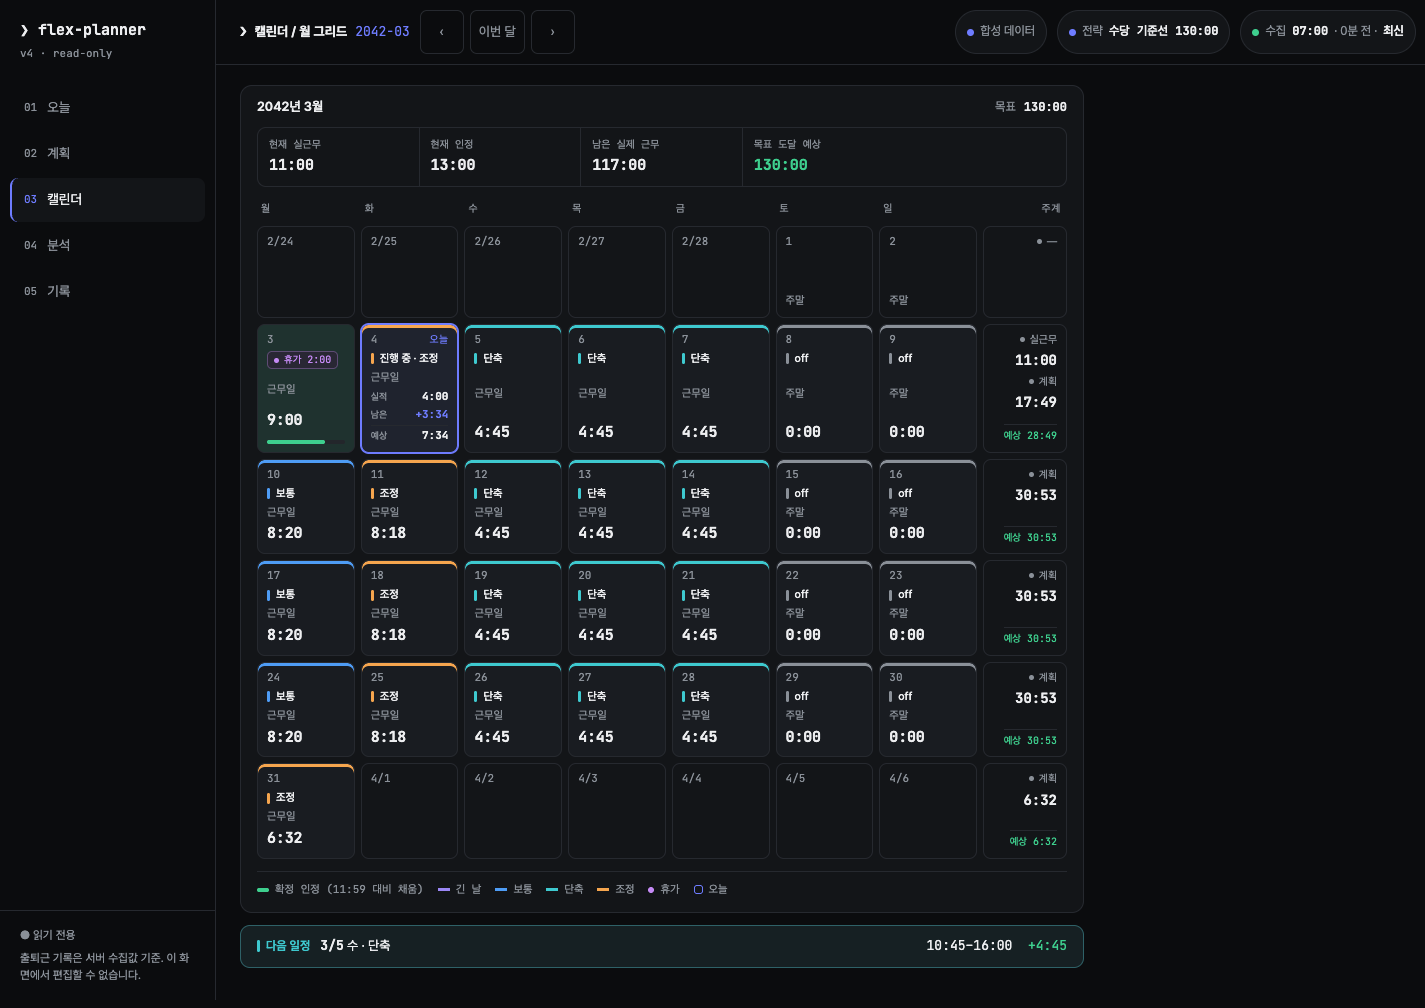 ❯ flex-planner
v4 · read-only
01 오늘
02 계획
03 캘린더
04 분석
05 기록
읽기 전용
출퇴근 기록은 서버 수집값 기준. 이 화
면에서 편집할 수 없습니다.
❯ 캘린더 / 월 그리드 2042-03 ‹ 이번 달 ›
합성 데이터
전략 수당 기준선 130:00
수집 07:00 · 0분 전 · 최신
2042년 3월 목표 130:00
현재 실근무 현재 인정 남은 실제 근무 목표 도달 예상
11:00 13:00 117:00 130:00
월 화 수 목 금 토 일 주계
2/24 2/25 2/26 2/27 2/28 1 2 —
주말 주말
3
휴가 2:00
근무일
9:00
4 오늘
진행 중 · 조정
근무일
실적 4:00
남은 +3:34
예상 7:34
5
단축
근무일
4:45
6
단축
근무일
4:45
7
단축
근무일
4:45
8
off
주말
0:00
9
off
주말
0:00
실근무
11:00
계획
17:49
예상 28:49
10 11 12 13 14 15 16 계획
보통 조정 단축 단축 단축 off off 30:53
근무일 근무일 근무일 근무일 근무일 주말 주말
8:20 8:18 4:45 4:45 4:45 0:00 0:00 예상 30:53
17 18 19 20 21 22 23 계획
보통 조정 단축 단축 단축 off off 30:53
근무일 근무일 근무일 근무일 근무일 주말 주말
8:20 8:18 4:45 4:45 4:45 0:00 0:00 예상 30:53
24 25 26 27 28 29 30 계획
보통 조정 단축 단축 단축 off off 30:53
근무일 근무일 근무일 근무일 근무일 주말 주말
8:20 8:18 4:45 4:45 4:45 0:00 0:00 예상 30:53
31 4/1 4/2 4/3 4/4 4/5 4/6 계획
조정 6:32
근무일
6:32 예상 6:32
확정 인정 (11:59 대비 채움) 긴 날 보통 단축 조정 휴가 오늘
다음 일정 3/5 수 · 단축 10:45–16:00 +4:45